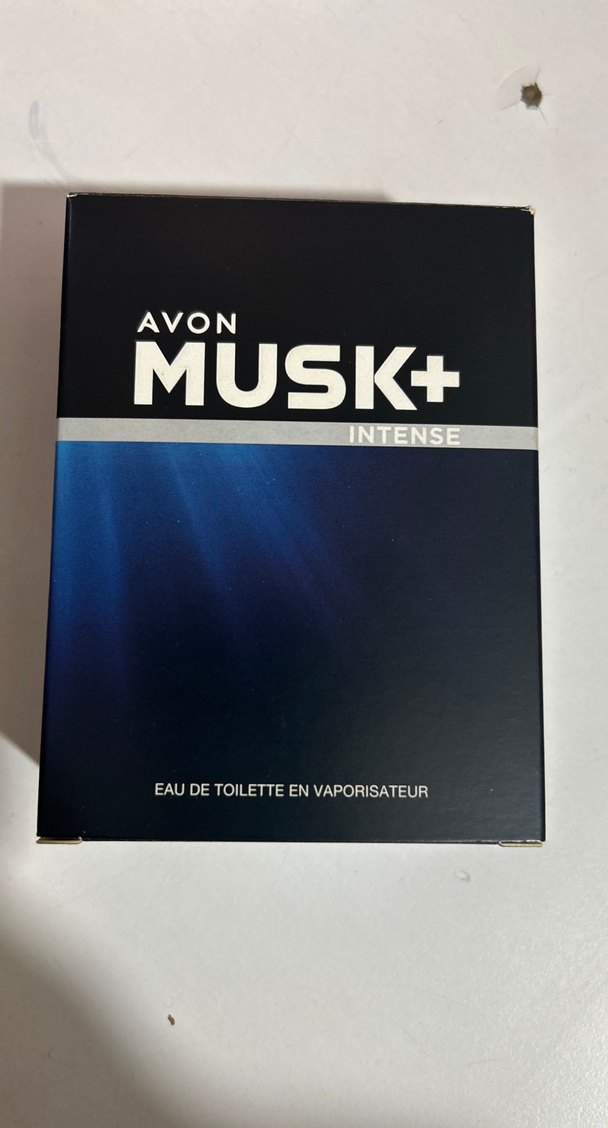 AVON
MUSK+
INTENSE
EAU DE TOILETTE EN VAPORISATEUR